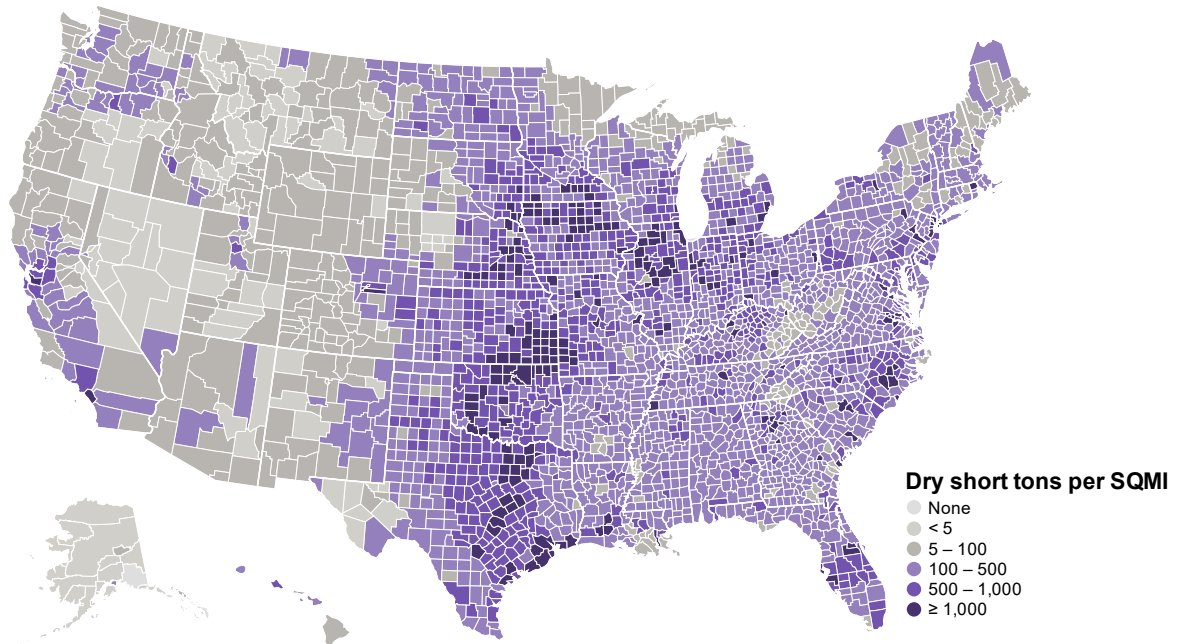 Dry short tons per SQMI
None
< 5
5 – 100
100 – 500
500 – 1,000
≥ 1,000